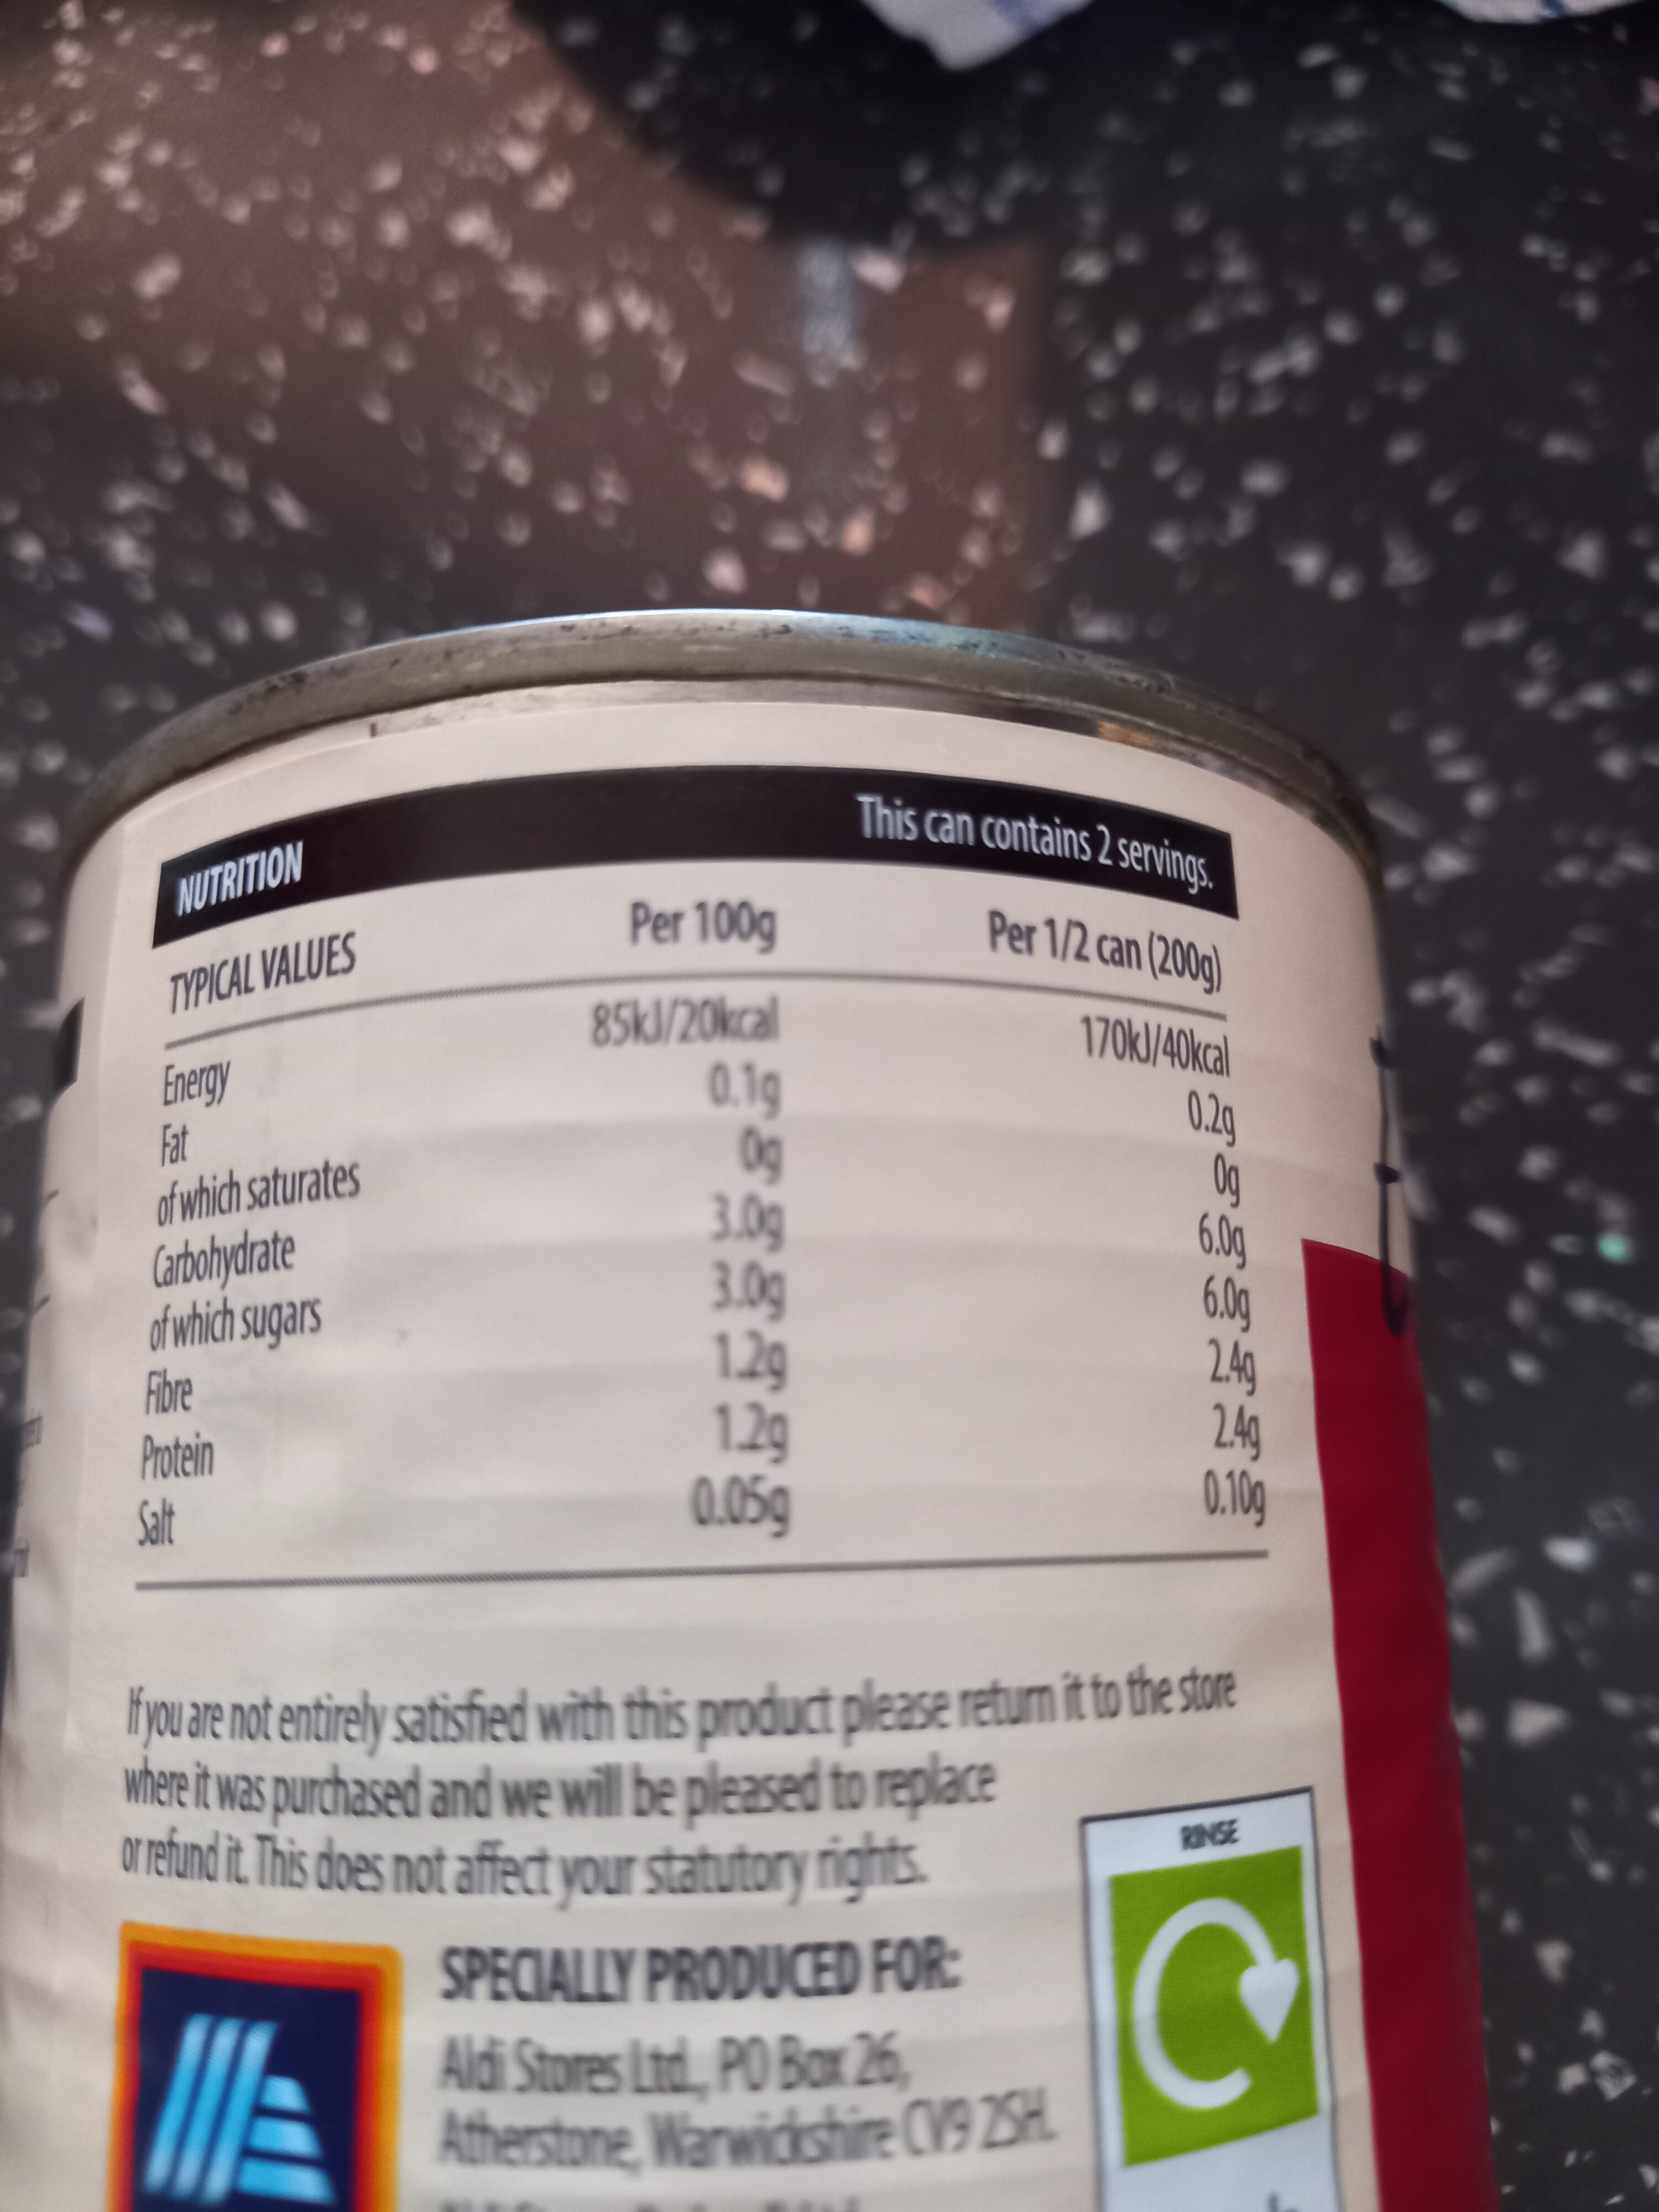 NUTRITION This can contains 2 servings.
TYPICAL VALUES Per 100g Per 1/2 can (200g)
Energy 85kJ/20kcal 170kJ/40kcal
Fat 0.1g 0.2g
of which saturates 0g 0g
Carbohydrate 3.0g 6.0g
of which sugars 3.0g 6.0g
Fibre 1.2g 2.4g
Protein 1.2g 2.4g
Salt 0.05g 0.10g
If you are not entirely satisfied with this product please return it to the store
where it was purchased and we will be pleased to replace
or refund it. This does not affect your statutory rights.
RINSE
SPECIALLY PRODUCED FOR:
Aldi Stores Ltd., PO Box 26,
Atherstone, Warwickshire CV9 2SH.